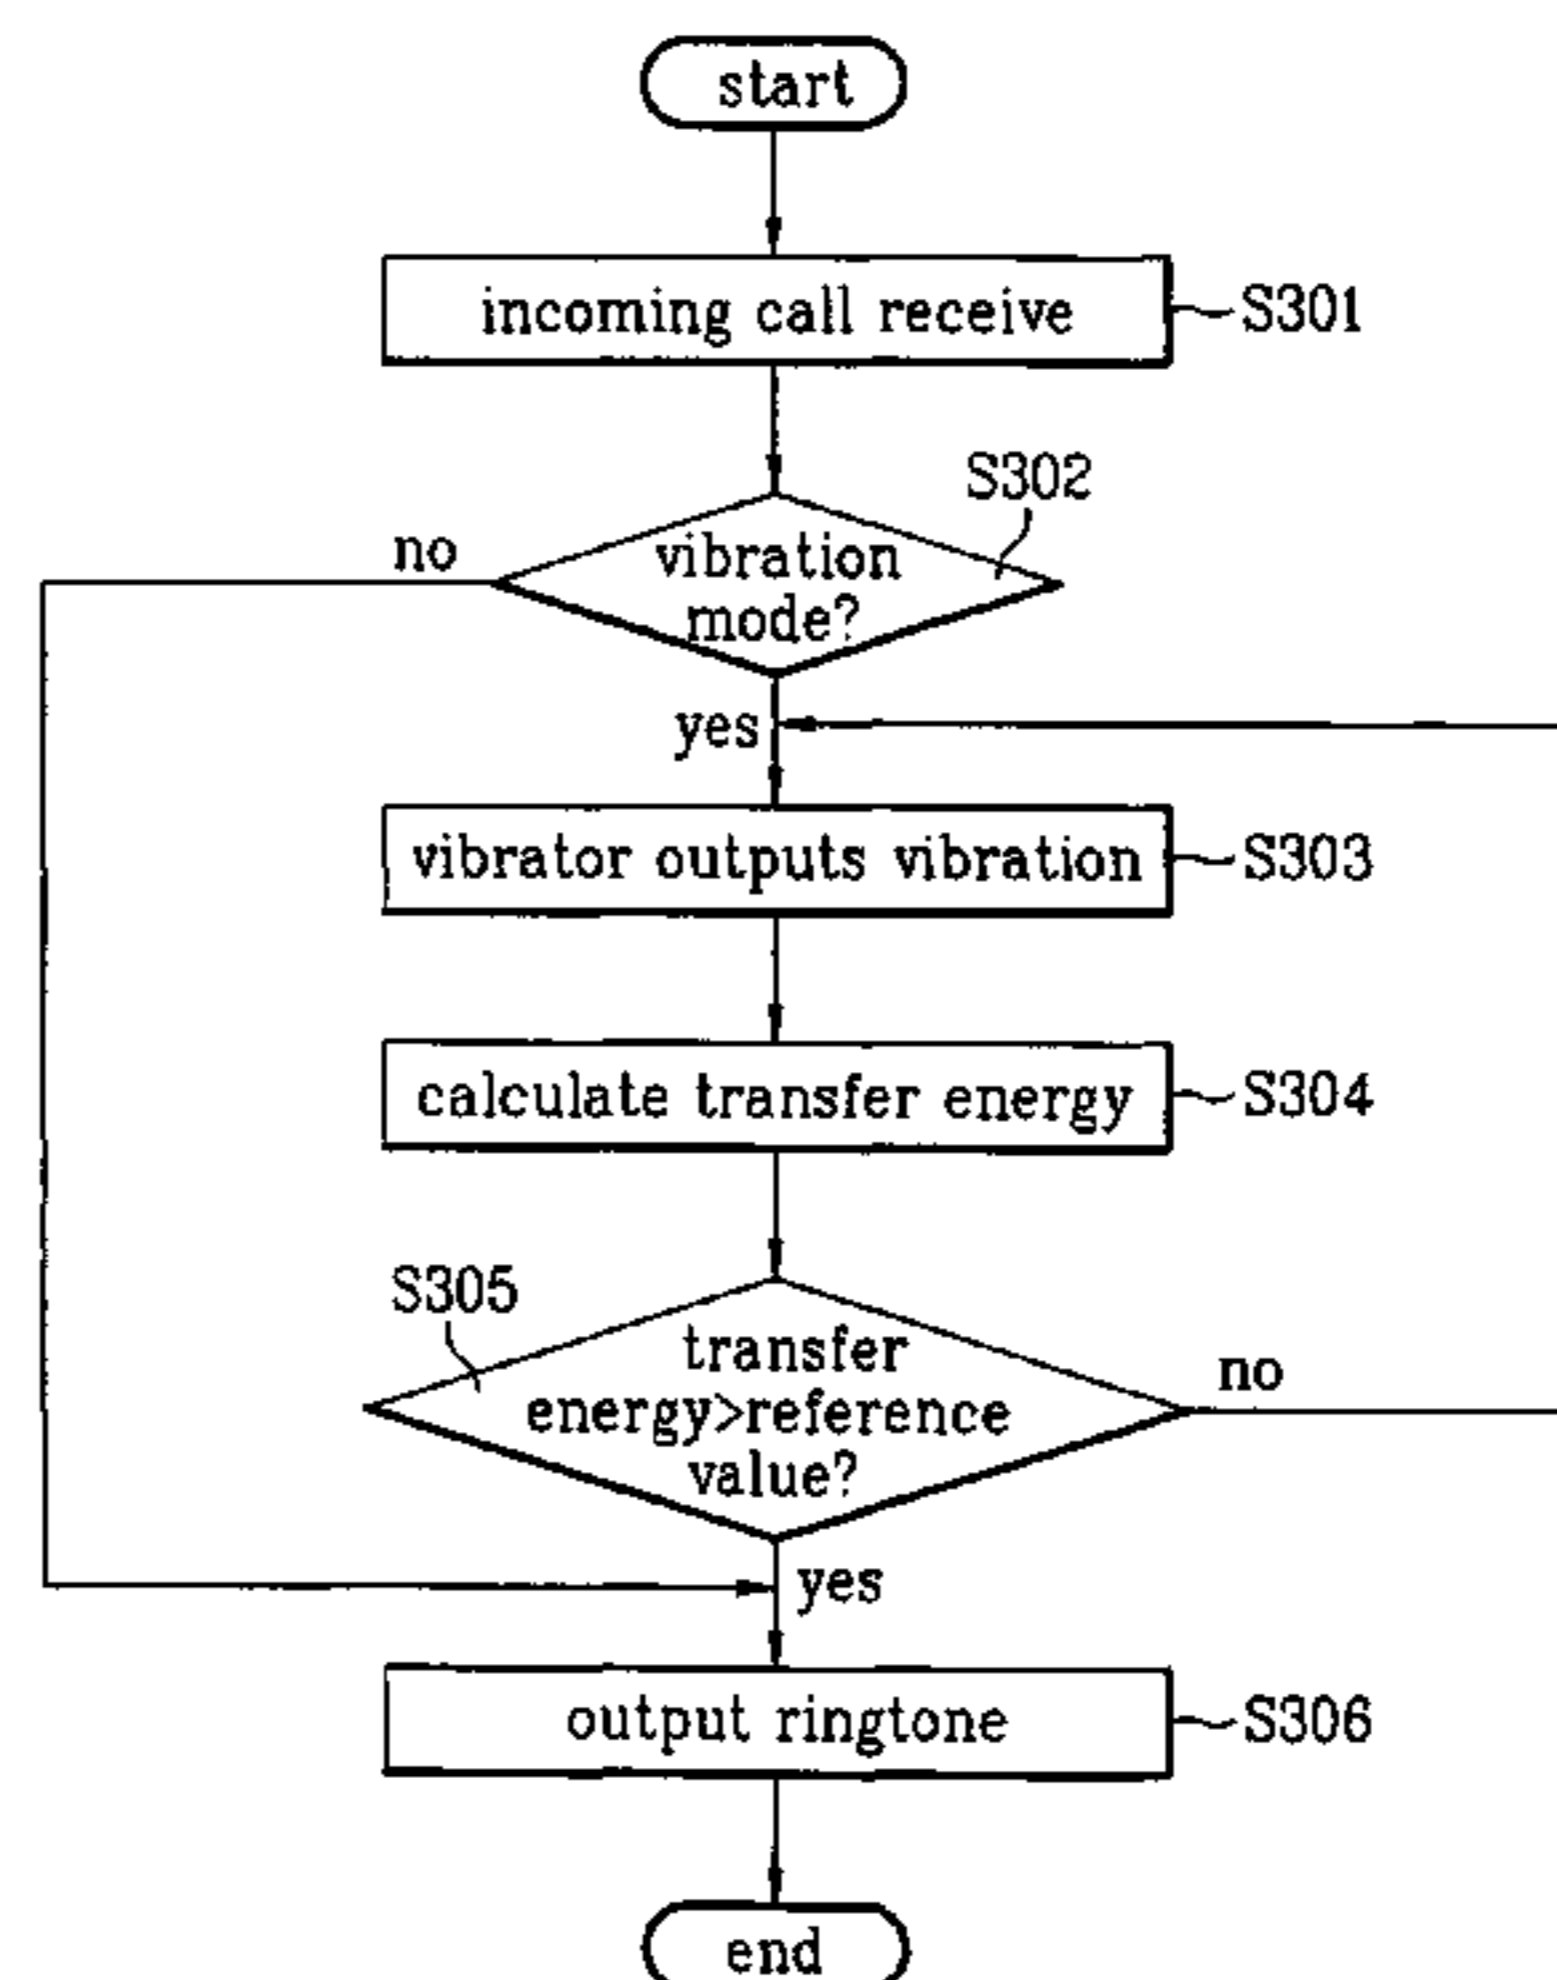 start
incoming call receive
S301
S302
no
vibration
mode?
yes
vibrator outputs vibration
S303
calculate transfer energy
S304
S305
transfer
energy>reference
value?
no
yes
output ringtone
S306
end